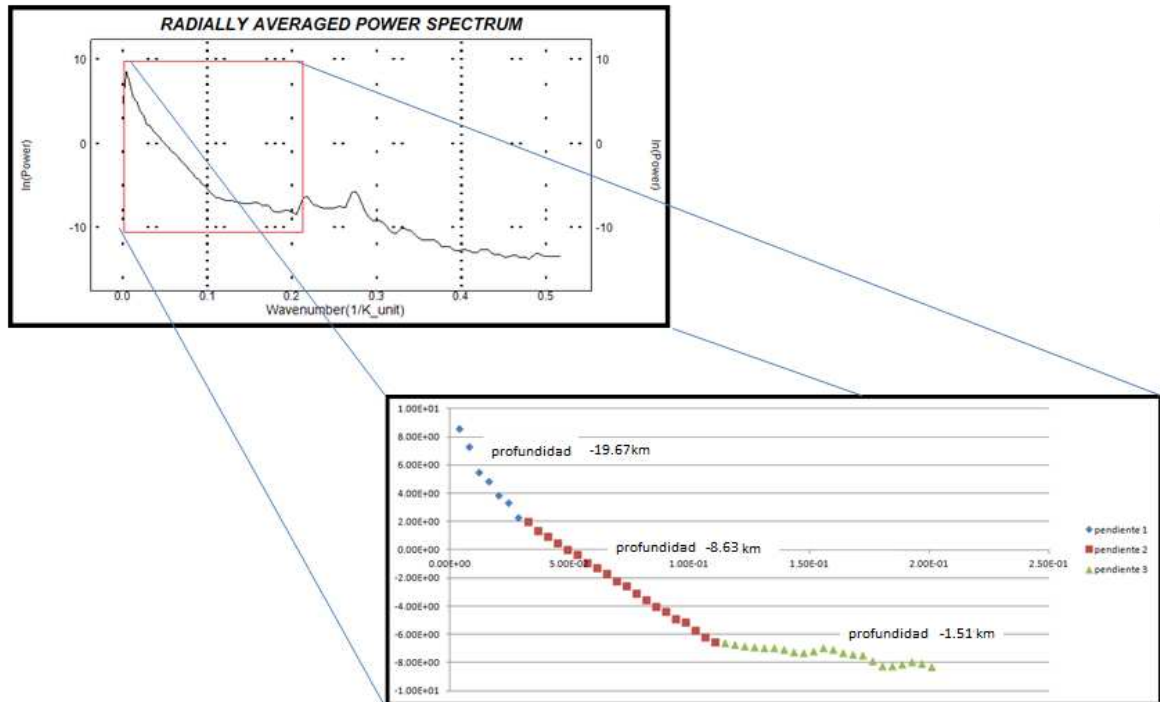 RADIALLY AVERAGED POWER SPECTRUM
10
10
0
0
-10
-10
ln(Power)
ln(Power)
0.0 0.1 0.2 0.3 0.4 0.5
Wavenumber(1/K_unit)
1.00E+01
8.00E+00
6.00E+00
4.00E+00
2.00E+00
0.00E+00
-2.00E+00
-4.00E+00
-6.00E+00
-8.00E+00
-1.00E+01
profundidad -19.67km
profundidad -8.63 km
0.00E+00 5.00E-02 1.00E-01 1.50E-01 2.00E-01 2.50E-01
profundidad -1.51 km
pendiente 1
pendiente 2
pendiente 3